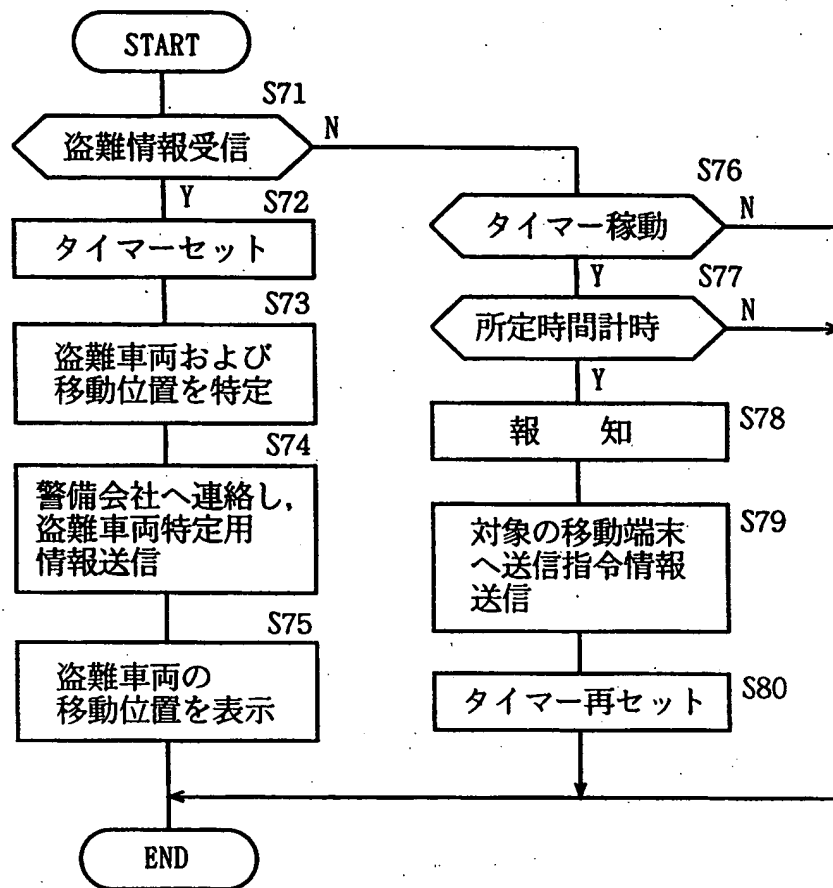 START
S71
盗難情報受信
N
Y
S72
タイマーセット
S73
盗難車両および
移動位置を特定
S74
警備会社へ連絡し,
盗難車両特定用
情報送信
S75
盗難車両の
移動位置を表示
END
S76
タイマー稼動
N
Y
S77
所定時間計時
N
Y
報 知
S78
対象の移動端末
へ送信指令情報
送信
S79
タイマー再セット
S80